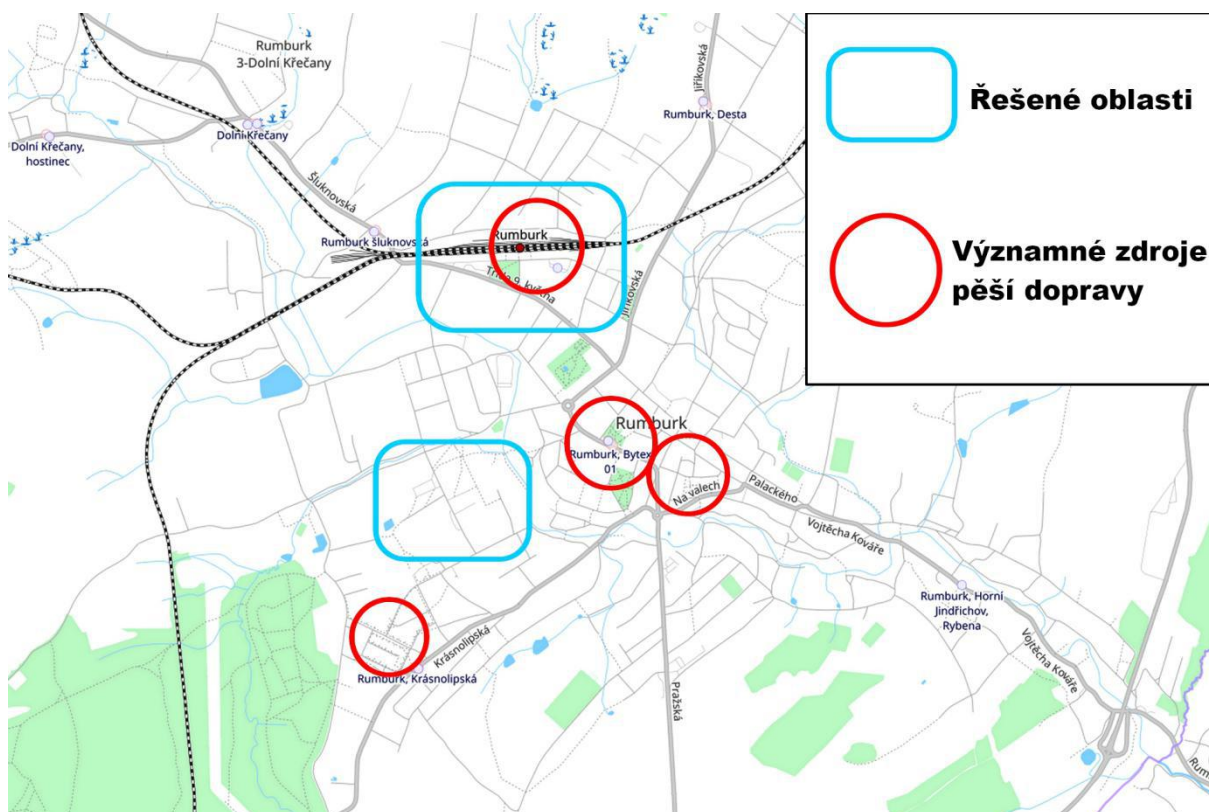 Rumburk
3-Dolní Křečany
Dolní Křečany
Dolní Křečany,
hostinec
Jiříkovská
Rumburk, Desta
Šluknovská
Rumburk šluknovská
Rumburk
Třída 9. května
Jiříkovská
Řešené oblasti
Významné zdroje
pěší dopravy
Rumburk
Rumburk, Bytex
01
Na valech
Palackého
Vojtěcha Kováře
Rumburk, Horní
Jindřichov,
Rybena
Vojtěcha Kováře
Krásnolipská
Rumburk, Krásnolipská
Pražská